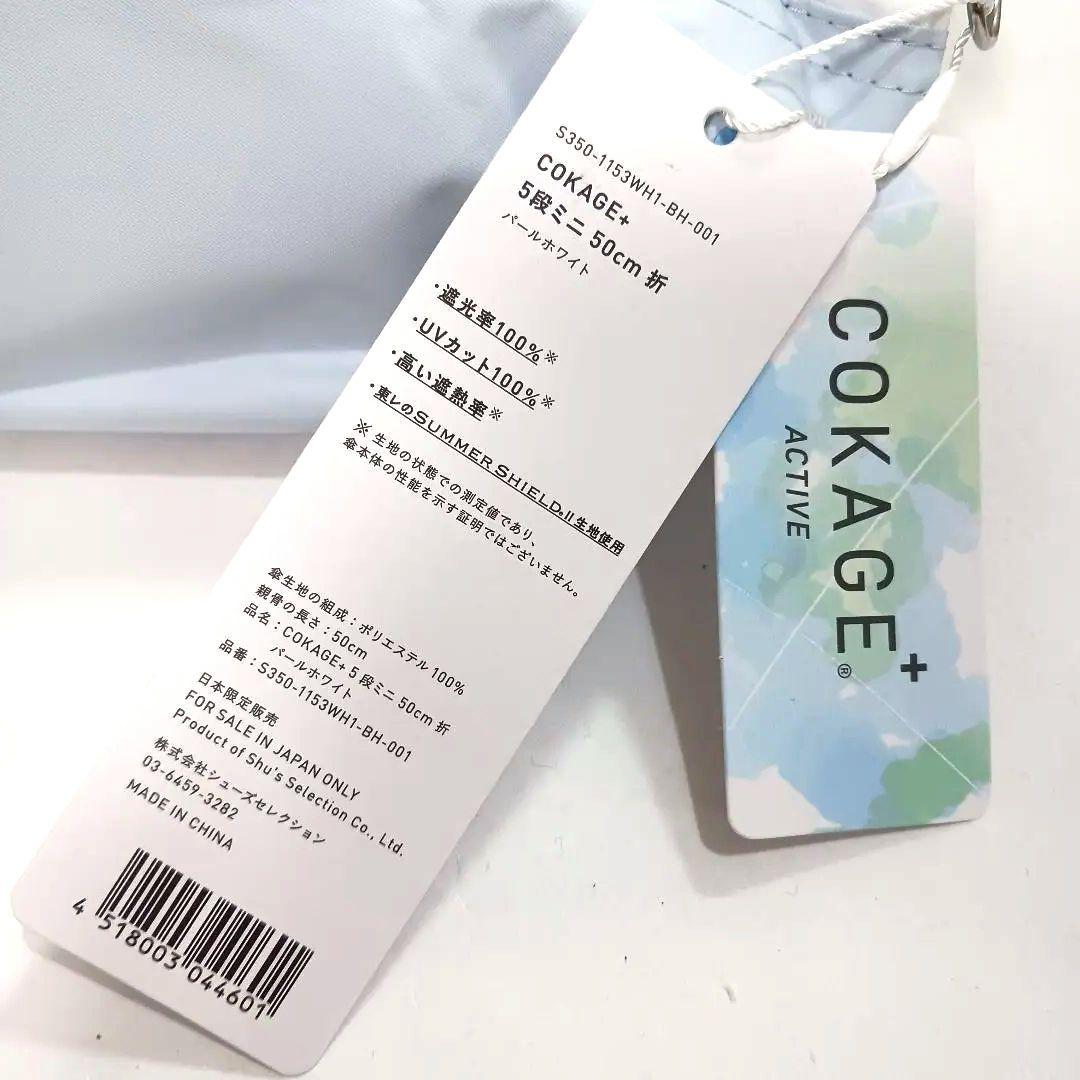 S350-1153WH1-BH-001
COKAGE+
5段ミニ 50cm 折
パールホワイト
・遮光率100%※
・UVカット100%※
・高い遮熱率※
・東レのSUMMER SHIELD®II生地使用
※ 生地の状態での測定値であり、
傘本体の性能を示す証明ではございません。
傘生地の組成：ポリエステル100%
親骨の長さ：50cm
品名：COKAGE+ 5段ミニ 50cm 折
パールホワイト
品番：S350-1153WH1-BH-001
日本限定販売
FOR SALE IN JAPAN ONLY
Product of Shu's Selection Co., Ltd.
株式会社シューズセレクション
03-6459-3282
MADE IN CHINA
4 518003 044601
COKAGE+®
ACTIVE